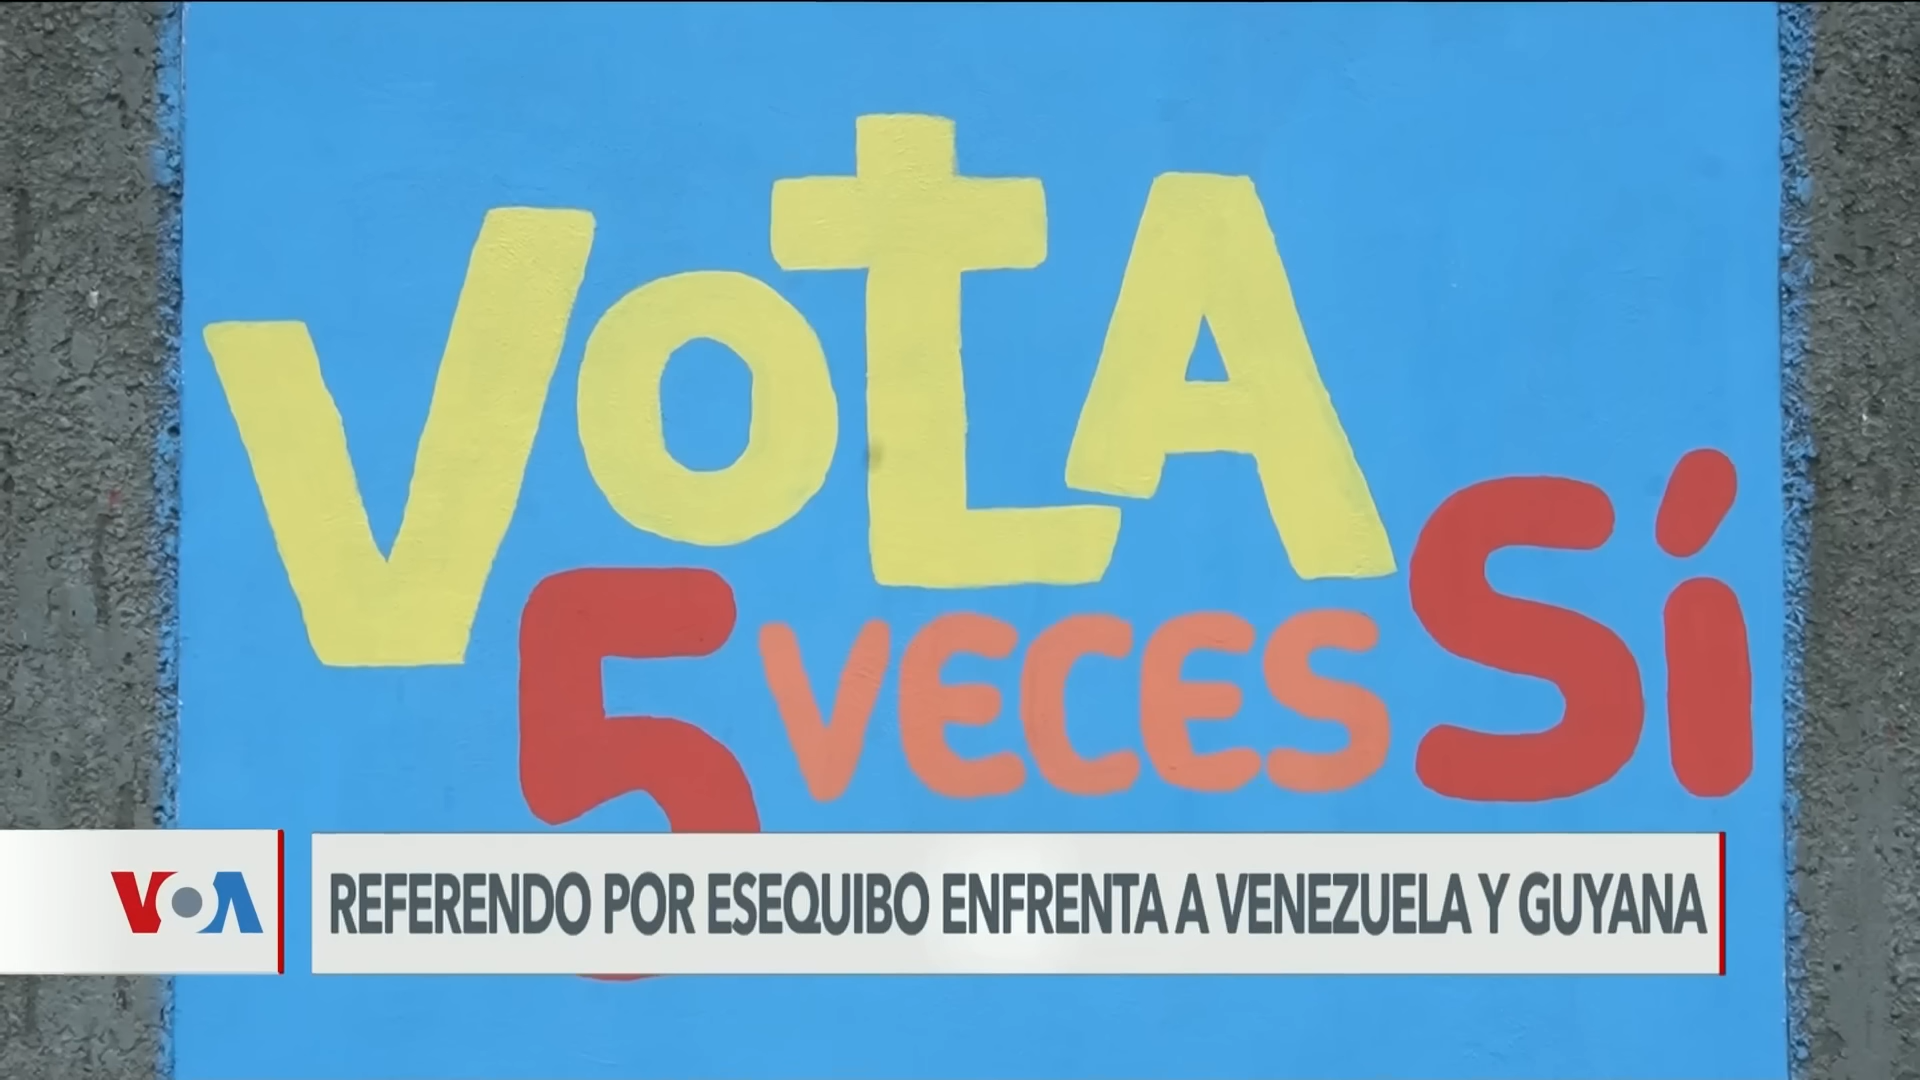 VOTA
5 VECES SÍ
VOA
REFERENDO POR ESEQUIBO ENFRENTA A VENEZUELA Y GUYANA